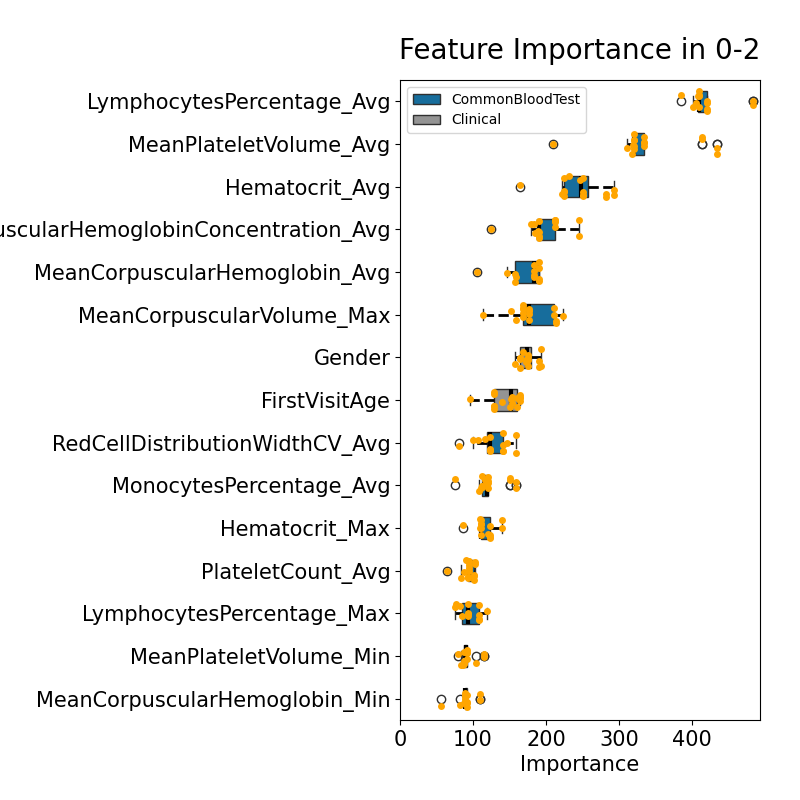 Feature Importance in 0-2
CommonBloodTest
Clinical
LymphocytesPercentage_Avg
MeanPlateletVolume_Avg
Hematocrit_Avg
uscularHemoglobinConcentration_Avg
MeanCorpuscularHemoglobin_Avg
MeanCorpuscularVolume_Max
Gender
FirstVisitAge
RedCellDistributionWidthCV_Avg
MonocytesPercentage_Avg
Hematocrit_Max
PlateletCount_Avg
LymphocytesPercentage_Max
MeanPlateletVolume_Min
MeanCorpuscularHemoglobin_Min
0 100 200 300 400
Importance